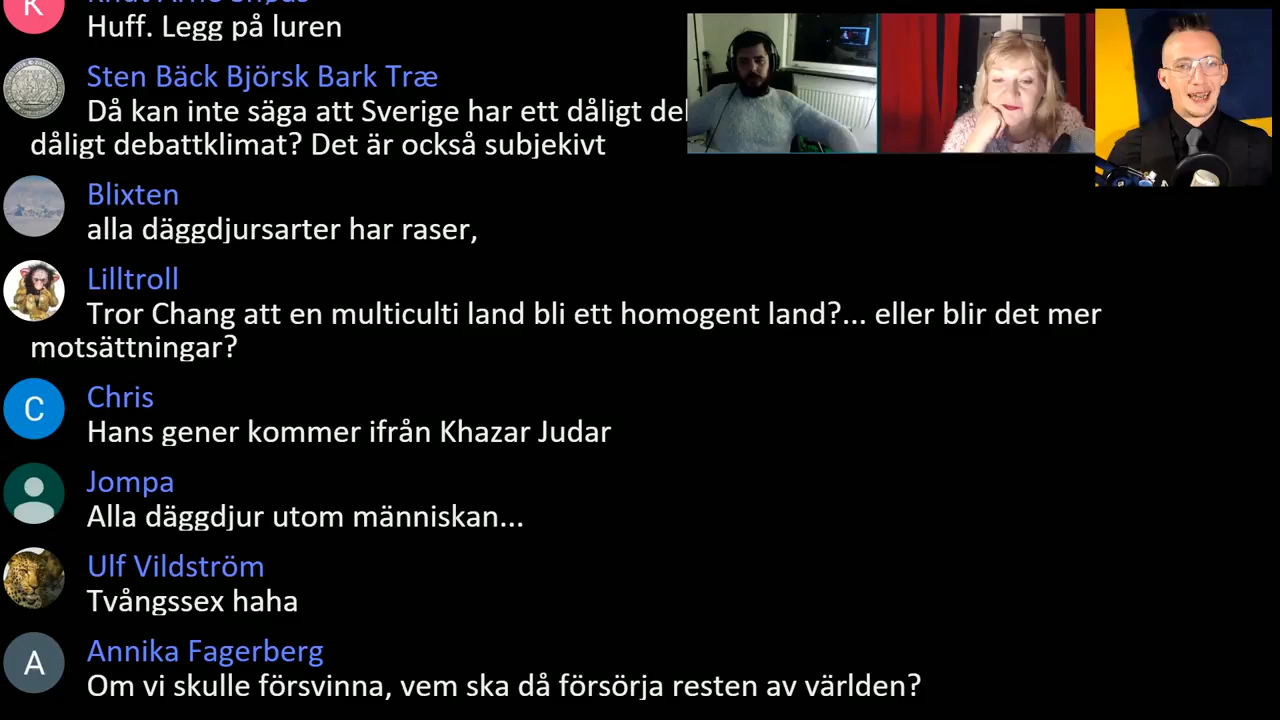 Huff. Legg på luren
Sten Bäck Björsk Bark Træ
Då kan inte säga att Sverige har ett dåligt
dåligt debattklimat? Det är också subjekivt
Blixten
alla däggdjursarter har raser,
Lilltroll
Tror Chang att en multiculti land bli ett homogent land?... eller blir det mer
motsättningar?
C
Chris
Hans gener kommer ifrån Khazar Judar
Jompa
Alla däggdjur utom människan...
Ulf Vildström
Tvångssex haha
A
Annika Fagerberg
Om vi skulle försvinna, vem ska då försörja resten av världen?